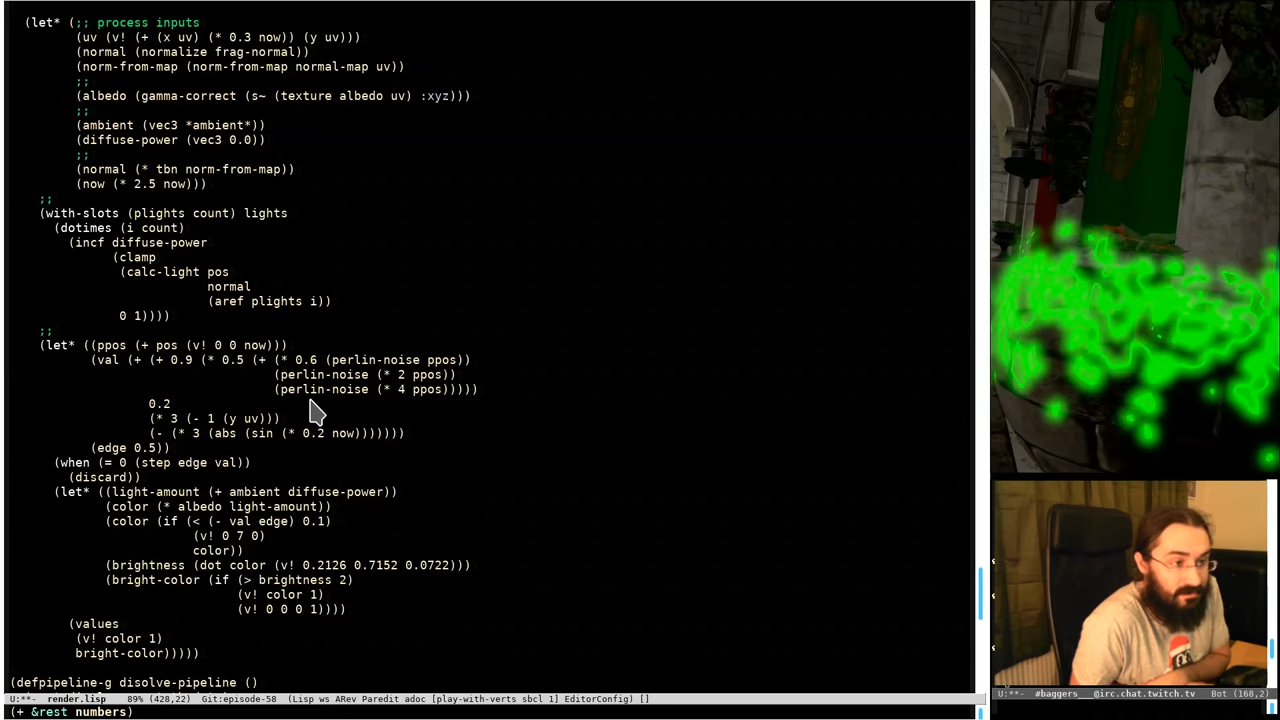 (let* (;; process inputs
(uv (v! (+ (x uv) (* 0.3 now)) (y uv)))
(normal (normalize frag-normal))
(norm-from-map (norm-from-map normal-map uv))
;;
(albedo (gamma-correct (s~ (texture albedo uv) :xyz)))
;;
(ambient (vec3 *ambient*))
(diffuse-power (vec3 0.0))
;;
(normal (* tbn norm-from-map))
(now (* 2.5 now)))
;;
(with-slots (plights count) lights
(dotimes (i count)
(incf diffuse-power
(clamp
(calc-light pos
normal
(aref plights i))
0 1))))
;;
(let* ((ppos (+ pos (v! 0 0 now)))
(val (+ (+ 0.9 (* 0.5 (+ (* 0.6 (perlin-noise ppos))
(perlin-noise (* 2 ppos))
(perlin-noise (* 4 ppos)))))
0.2
(* 3 (- 1 (y uv)))
(- (* 3 (abs (sin (* 0.2 now)))))))
(edge 0.5))
(when (= 0 (step edge val))
(discard))
(let* ((light-amount (+ ambient diffuse-power))
(color (* albedo light-amount))
(color (if (< (- val edge) 0.1)
(v! 0 7 0)
color))
(brightness (dot color (v! 0.2126 0.7152 0.0722)))
(bright-color (if (> brightness 2)
(v! color 1)
(v! 0 0 0 1))))
(values
(v! color 1)
bright-color)))))
(defpipeline-g disolve-pipeline ()
U:**-  render.lisp    89% (428,22)   Git:episode-58  (Lisp ws ARev Paredit adoc [play-with-verts sbcl 1] EditorConfig) []
(+ &rest numbers)
U:**-  #baggers___@irc.chat.twitch.tv   Bot (168,2)